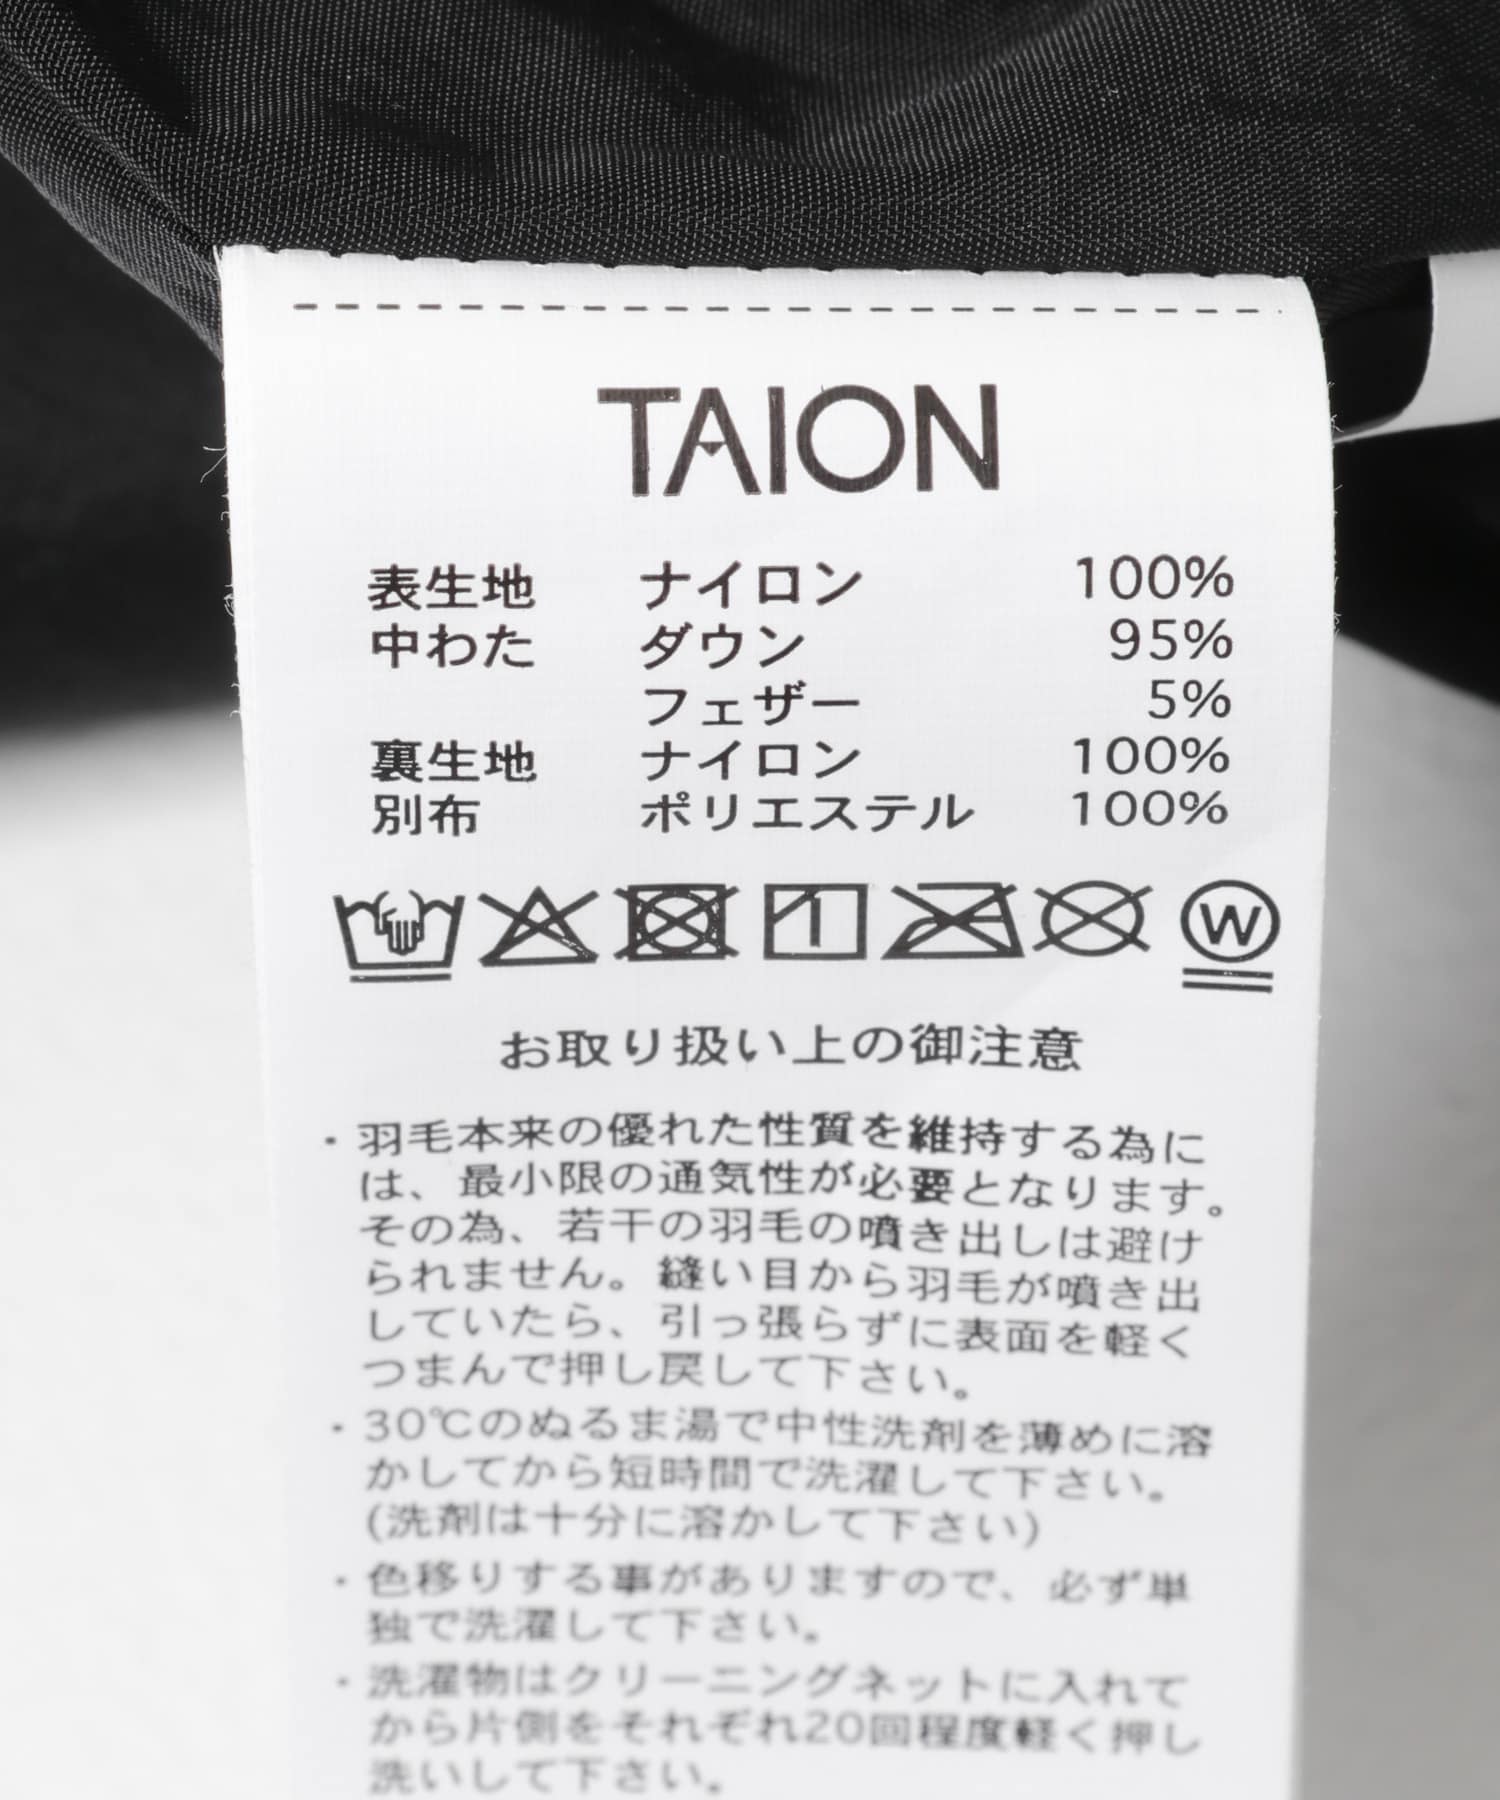 TAION
表生地 ナイロン 100%
中わた ダウン 95%
フェザー 5%
裏生地 ナイロン 100%
別布 ポリエステル 100%
W
お取り扱い上の御注意
・羽毛本来の優れた性質を維持する為に
は、最小限の通気性が必要となります。
その為、若干の羽毛の噴き出しは避け
られません。縫い目から羽毛が噴き出
していたら、引っ張らずに表面を軽く
つまんで押し戻して下さい。
・30℃のぬるま湯で中性洗剤を薄めに溶
かしてから短時間で洗濯して下さい。
(洗剤は十分に溶かして下さい)
・色移りする事がありますので、必ず単
独で洗濯して下さい。
・洗濯物はクリーニングネットに入れて
から片側をそれぞれ20回程度軽く押し
洗いして下さい。